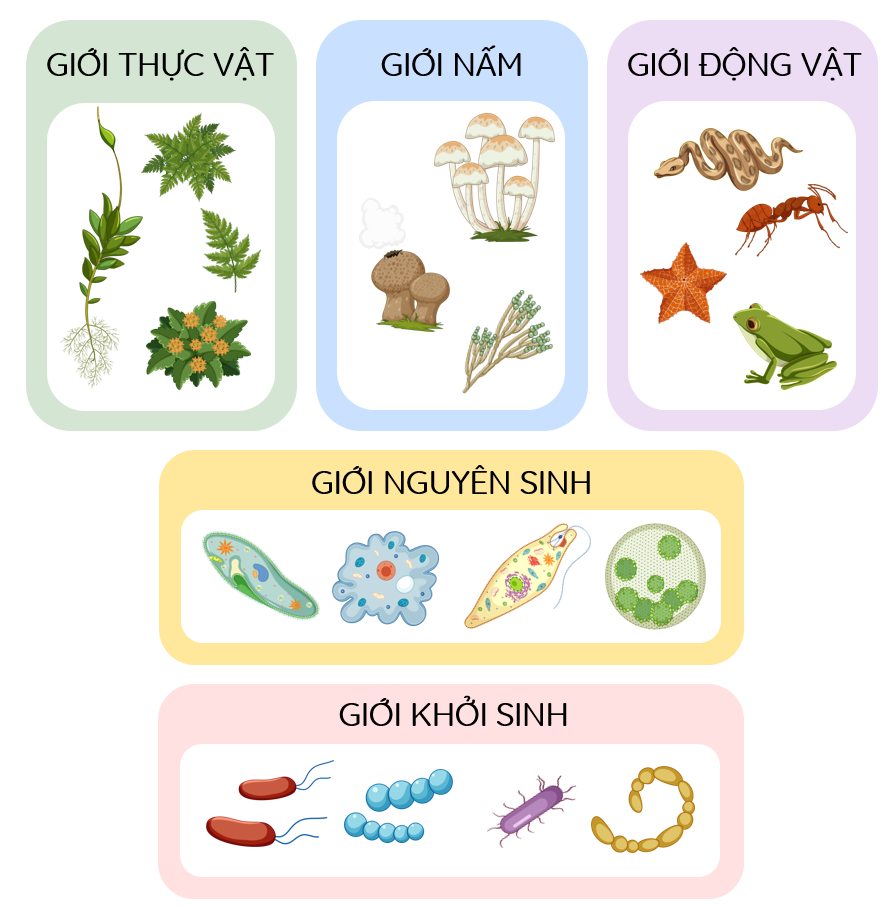 GIỚI THỰC VẬT
GIỚI NẤM
GIỚI ĐỘNG VẬT
GIỚI NGUYÊN SINH
GIỚI KHỞI SINH